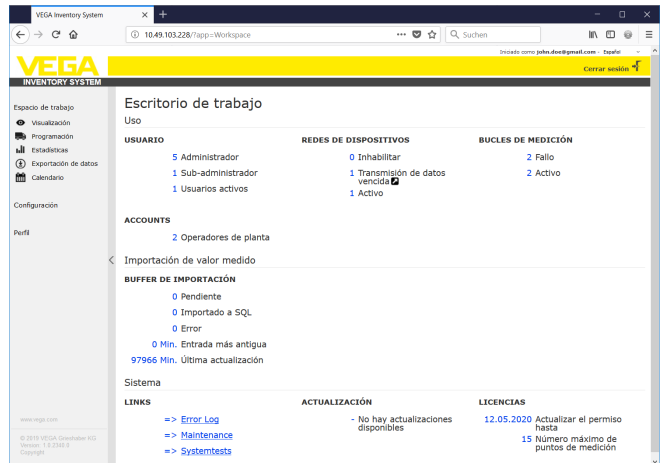 VEGA Inventory System
10.49.103.228/?app=Workspace
Suchen
Iniciado como john.doe@gmail.com - Español
VEGA
INVENTORY SYSTEM
Cerrar sesión
Espacio de trabajo
Visualización
Programación
Estadísticas
Exportación de datos
Calendario
Configuración
Perfil
www.vega.com
© 2019 VEGA Grieshaber KG
Copyright
Escritorio de trabajo
Uso
USUARIO
5 Administrador
1 Sub-administrador
1 Usuarios activos
REDES DE DISPOSITIVOS
0 Inhabilitar
1 Transmisión de datos
vencida
1 Activo
BUCLES DE MEDICIÓN
2 Fallo
2 Activo
ACCOUNTS
2 Operadores de planta
Importación de valor medido
BUFFER DE IMPORTACIÓN
0 Pendiente
0 Importado a SQL
0 Error
0 Min. Entrada más antigua
97966 Min. Última actualización
Sistema
LINKS
=> Error Log
=> Maintenance
=> Systemtests
ACTUALIZACIÓN
- No hay actualizaciones
disponibles
LICENCIAS
12.05.2020 Actualizar el permiso
hasta
15 Número máximo de
puntos de medición